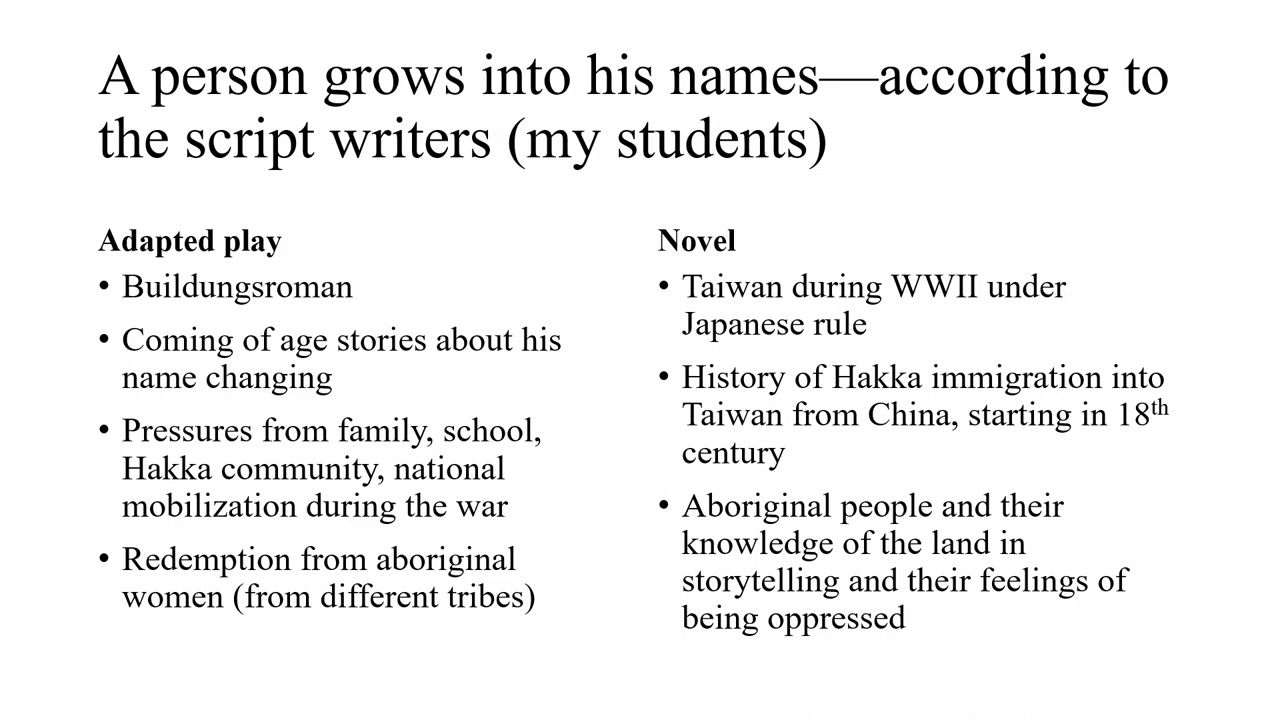 A person grows into his names—according to
the script writers (my students)
Adapted play
• Buildungsroman
• Coming of age stories about his
name changing
• Pressures from family, school,
Hakka community, national
mobilization during the war
• Redemption from aboriginal
women (from different tribes)
Novel
• Taiwan during WWII under
Japanese rule
• History of Hakka immigration into
Taiwan from China, starting in 18th
century
• Aboriginal people and their
knowledge of the land in
storytelling and their feelings of
being oppressed